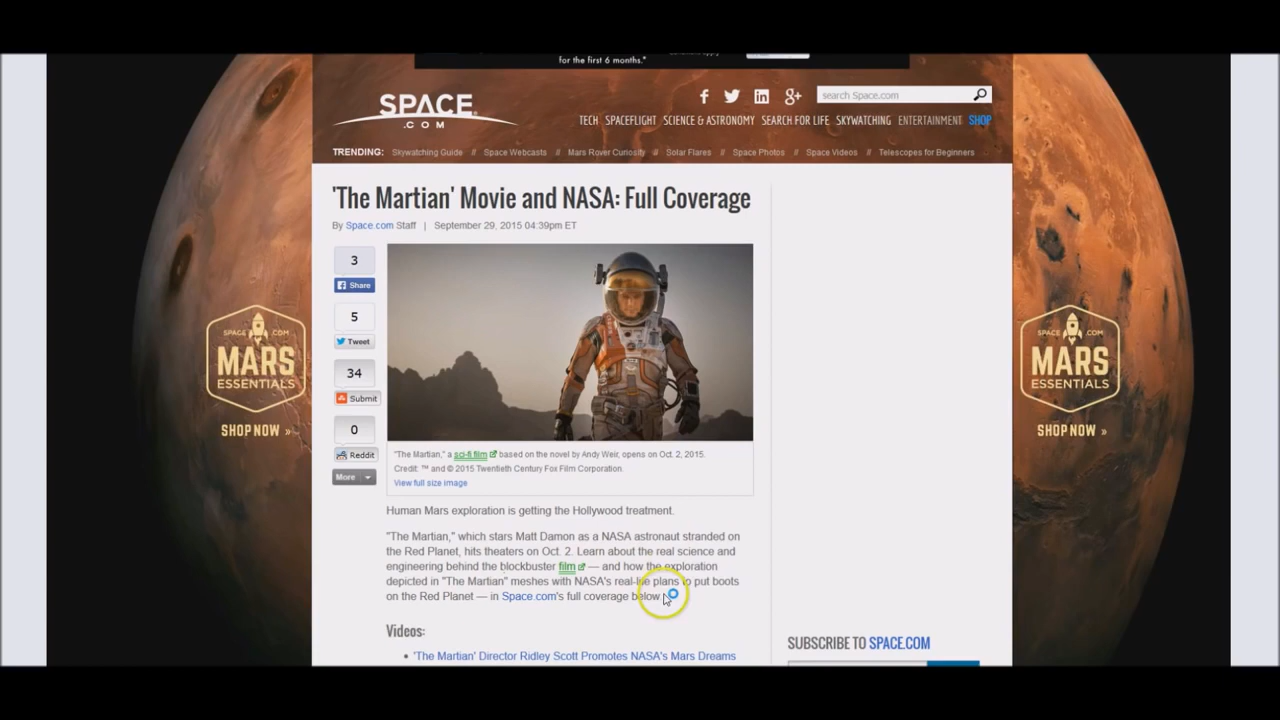 for the first 6 months.*
SPACE
.COM
search Space.com
TECH SPACEFLIGHT SCIENCE & ASTRONOMY SEARCH FOR LIFE SKYWATCHING ENTERTAINMENT SHOP
TRENDING: Skywatching Guide // Space Webcasts // Mars Rover Curiosity // Solar Flares // Space Photos // Space Videos // Telescopes for Beginners
'The Martian' Movie and NASA: Full Coverage
By Space.com Staff | September 29, 2015 04:39pm ET
3
Share
5
Tweet
34
Submit
0
Reddit
More
"The Martian," a sci-fi film based on the novel by Andy Weir, opens on Oct. 2, 2015.
Credit: ™ and © 2015 Twentieth Century Fox Film Corporation.
View full size image
Human Mars exploration is getting the Hollywood treatment.
"The Martian," which stars Matt Damon as a NASA astronaut stranded on
the Red Planet, hits theaters on Oct. 2. Learn about the real science and
engineering behind the blockbuster film — and how the exploration
depicted in "The Martian" meshes with NASA's real-life plans to put boots
on the Red Planet — in Space.com's full coverage below.
Videos:
• 'The Martian' Director Ridley Scott Promotes NASA's Mars Dreams
SUBSCRIBE TO SPACE.COM
SPACE .COM
MARS
ESSENTIALS
SHOP NOW »
SPACE .COM
MARS
ESSENTIALS
SHOP NOW »